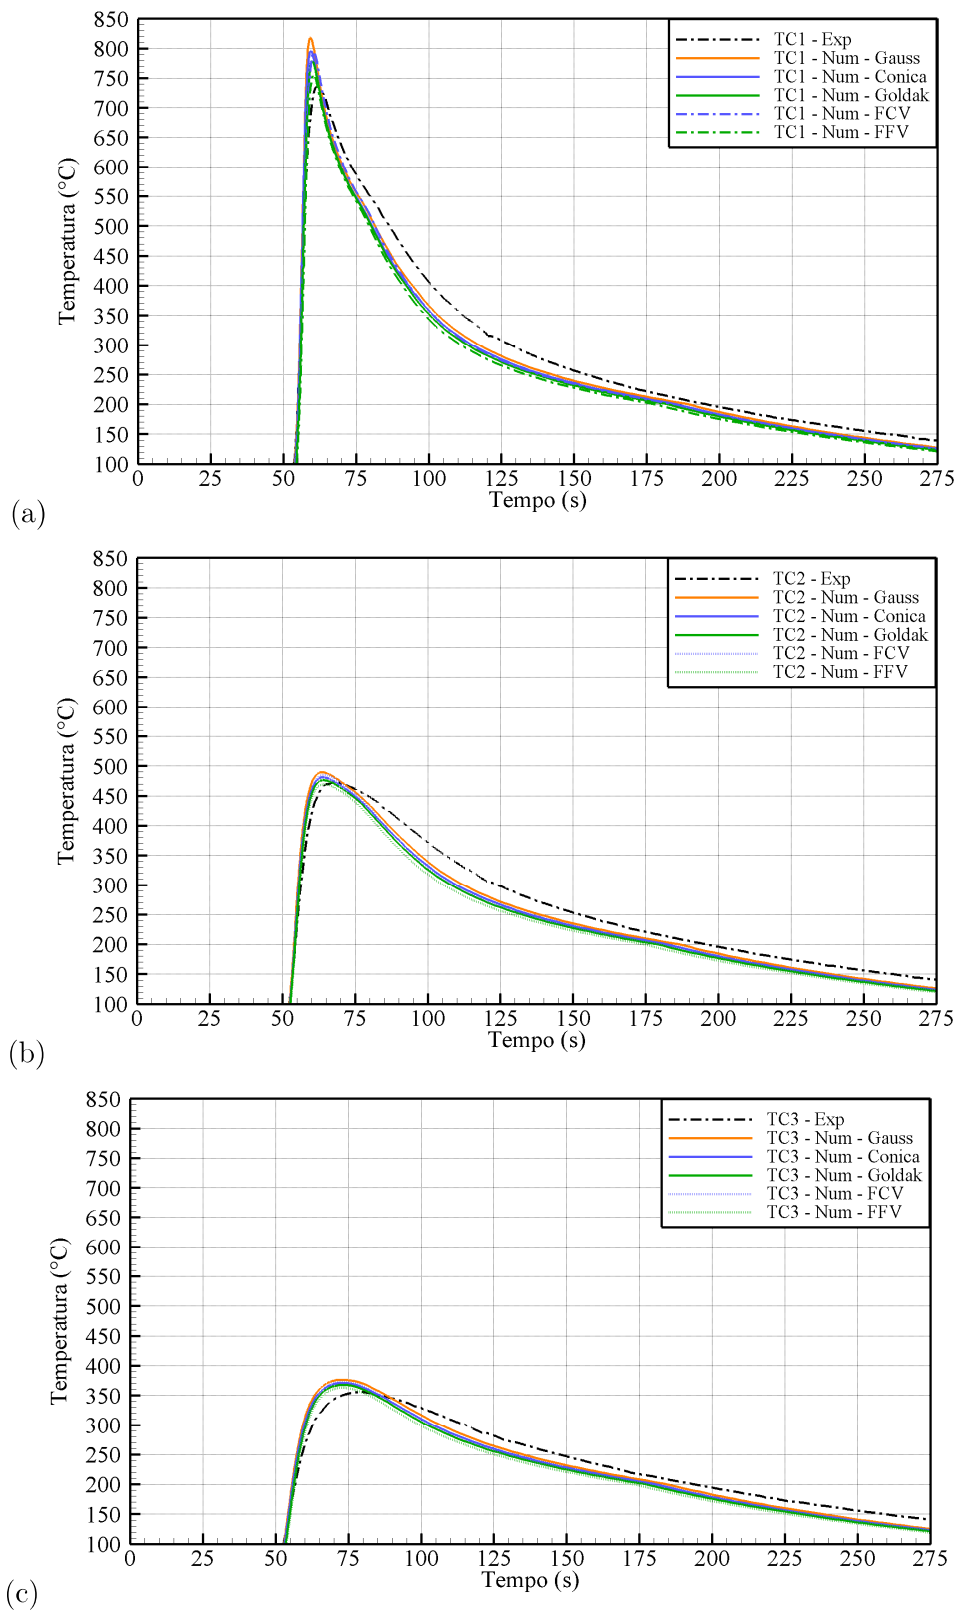 850
800
750
700
650
600
550
500
450
400
350
300
250
200
150
100
Temperatura (°C)
TC1 - Exp
TC1 - Num - Gauss
TC1 - Num - Conica
TC1 - Num - Goldak
TC1 - Num - FCV
TC1 - Num - FFV
0 25 50 75 100 125 150 175 200 225 250 275
Tempo (s)
(a)
850
800
750
700
650
600
550
500
450
400
350
300
250
200
150
100
Temperatura (°C)
TC2 - Exp
TC2 - Num - Gauss
TC2 - Num - Conica
TC2 - Num - Goldak
TC2 - Num - FCV
TC2 - Num - FFV
0 25 50 75 100 125 150 175 200 225 250 275
Tempo (s)
(b)
850
800
750
700
650
600
550
500
450
400
350
300
250
200
150
100
Temperatura (°C)
TC3 - Exp
TC3 - Num - Gauss
TC3 - Num - Conica
TC3 - Num - Goldak
TC3 - Num - FCV
TC3 - Num - FFV
0 25 50 75 100 125 150 175 200 225 250 275
Tempo (s)
(c)